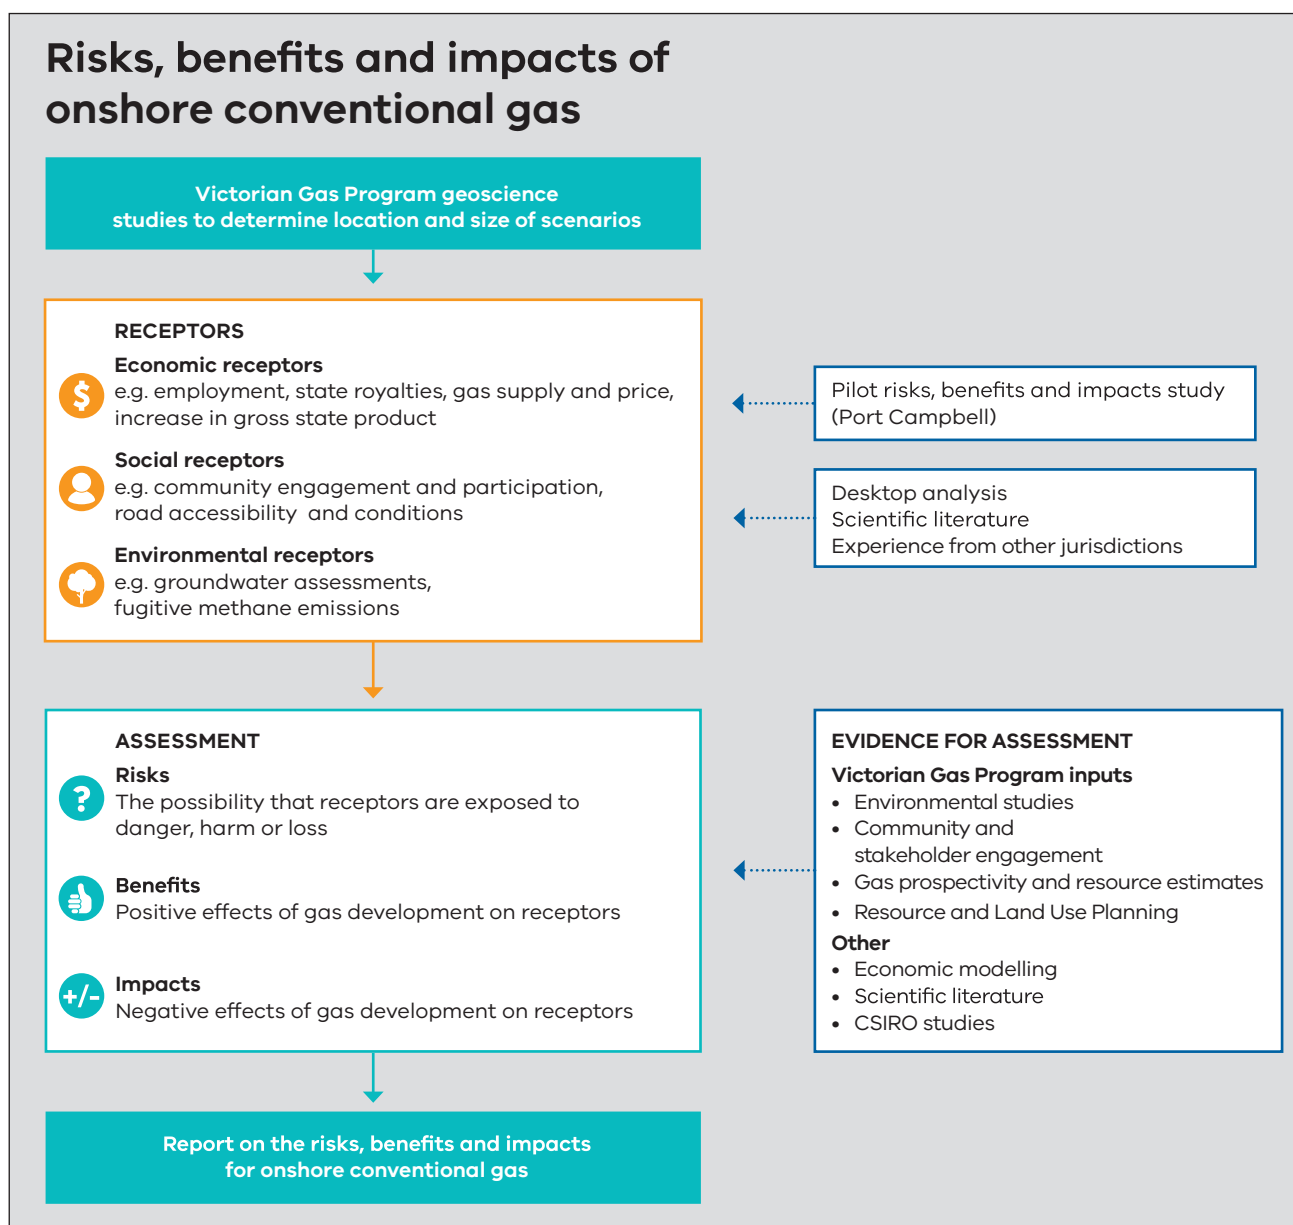 Risks, benefits and impacts of
onshore conventional gas
Victorian Gas Program geoscience
studies to determine location and size of scenarios
RECEPTORS
Economic receptors
$
e.g. employment, state royalties, gas supply and price,
increase in gross state product
Social receptors
e.g. community engagement and participation,
road accessibility and conditions
Environmental receptors
e.g. groundwater assessments,
fugitive methane emissions
Pilot risks, benefits and impacts study
(Port Campbell)
Desktop analysis
Scientific literature
Experience from other jurisdictions
ASSESSMENT
Risks
?
The possibility that receptors are exposed to
danger, harm or loss
Benefits
Positive effects of gas development on receptors
Impacts
+/-
Negative effects of gas development on receptors
EVIDENCE FOR ASSESSMENT
Victorian Gas Program inputs
• Environmental studies
• Community and
stakeholder engagement
• Gas prospectivity and resource estimates
• Resource and Land Use Planning
Other
• Economic modelling
• Scientific literature
• CSIRO studies
Report on the risks, benefits and impacts
for onshore conventional gas